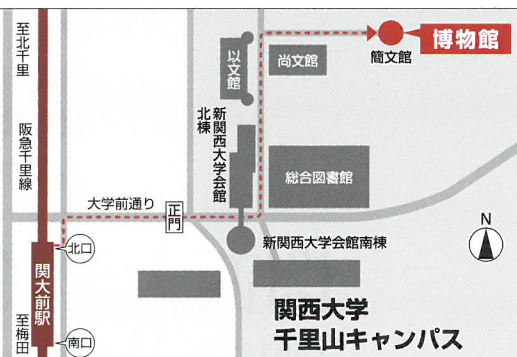 至北千里
阪急千里線
以文館
尚文館
簡文館
博物館
新関西大学会館
北棟
総合図書館
大学前通り
正門
北口
新関西大学会館南棟
N
関大前駅
至梅田
南口
関西大学
千里山キャンパス